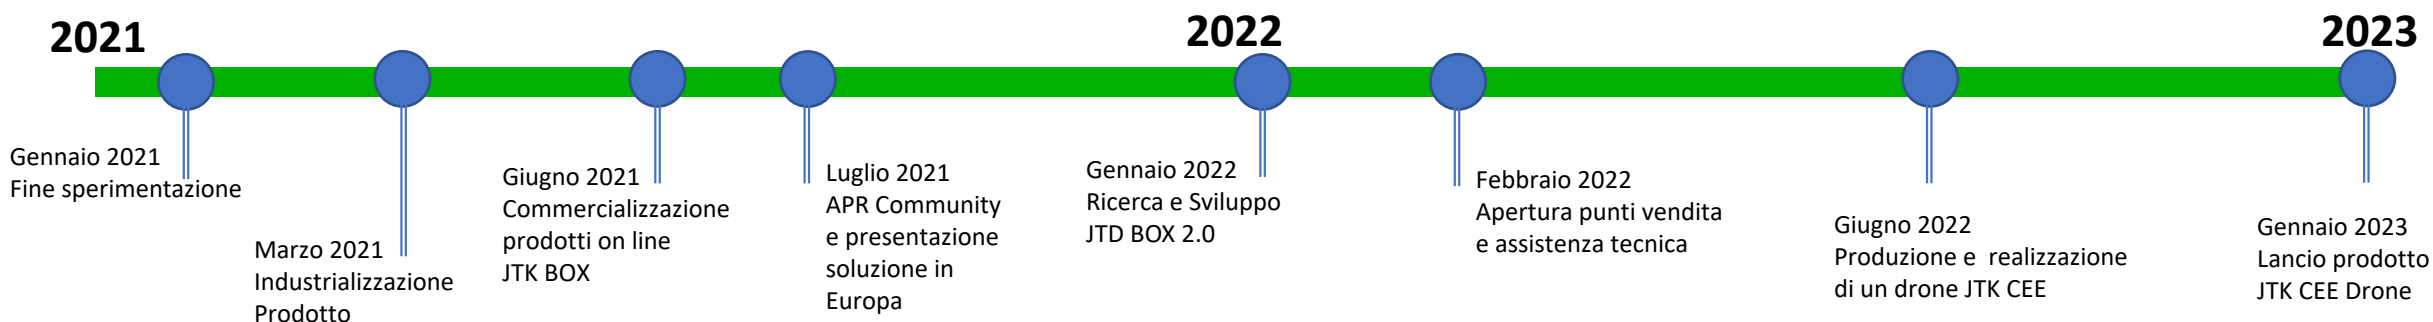 2021
2022
2023
Gennaio 2021
Fine sperimentazione
Marzo 2021
Industrializzazione
Prodotto
Giugno 2021
Commercializzazione
prodotti on line
JTK BOX
Luglio 2021
APR Community
e presentazione
soluzione in
Europa
Gennaio 2022
Ricerca e Sviluppo
JTD BOX 2.0
Febbraio 2022
Apertura punti vendita
e assistenza tecnica
Giugno 2022
Produzione e  realizzazione
di un drone JTK CEE
Gennaio 2023
Lancio prodotto
JTK CEE Drone